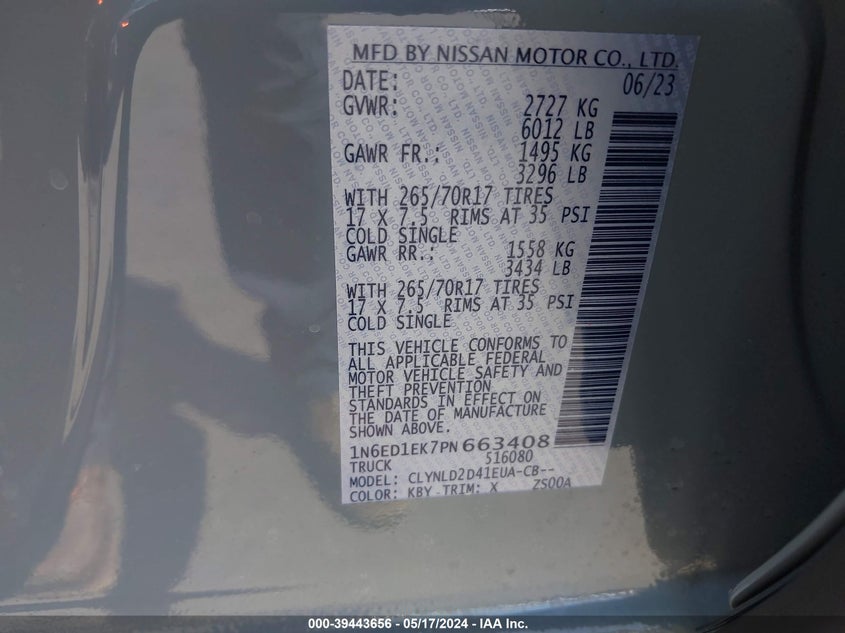 MFD BY NISSAN MOTOR CO., LTD.
DATE: 06/23
GVWR: 2727 KG
6012 LB
GAWR FR.: 1495 KG
3296 LB
WITH 265/70R17 TIRES
17 X 7.5 RIMS AT 35 PSI
COLD SINGLE
GAWR RR.: 1558 KG
3434 LB
WITH 265/70R17 TIRES
17 X 7.5 RIMS AT 35 PSI
COLD SINGLE
THIS VEHICLE CONFORMS TO
ALL APPLICABLE FEDERAL
MOTOR VEHICLE SAFETY AND
THEFT PREVENTION
STANDARDS IN EFFECT ON
THE DATE OF MANUFACTURE
SHOWN ABOVE.
1N6ED1EK7PN663408
TRUCK 516080
MODEL: CLYNLD2D41EUA-CB--
COLOR: KBY TRIM: X ZS00A
000-39443656 - 05/17/2024 - IAA Inc.